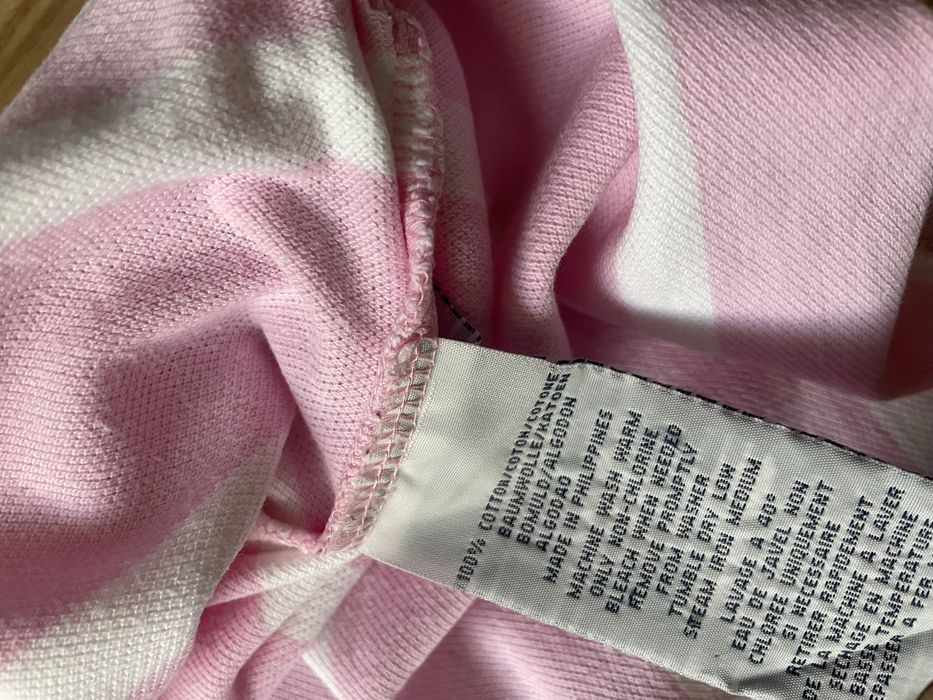 100% COTTON/COTON/COTONE
BAUMWOLLE/KATOEN
BOMULD/ALGODON
ALGODAO
MADE IN PHILIPPINES
MACHINE WASH WARM
ONLY NON-CHLORINE
BLEACH WHEN NEEDED
REMOVE PROMPTLY
FROM WASHER
TUMBLE DRY LOW
STEAM IRON MEDIUM
LAVAGE A 40
EAU DE JAVEL NON
CHLOREE UNIQUEMENT
SI NECESSAIRE
RETIRER RAPIDEMENT
DE LA MACHINE A LAVER
SECHAGE EN MACHINE
BASSE TEMPERATURE
REPASSER A FER